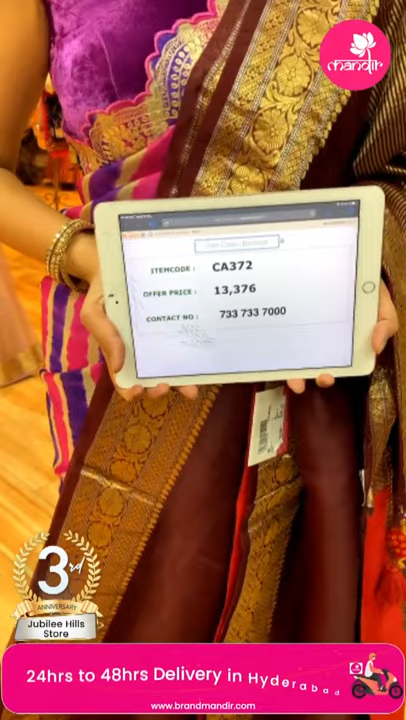 mandir
ITEMCODE : CA372
OFFER PRICE : 13,376
CONTACT NO : 733 733 7000
3rd
ANNIVERSARY
Jubilee Hills
Store
24hrs to 48hrs Delivery in Hyderabad
www.brandmandir.com